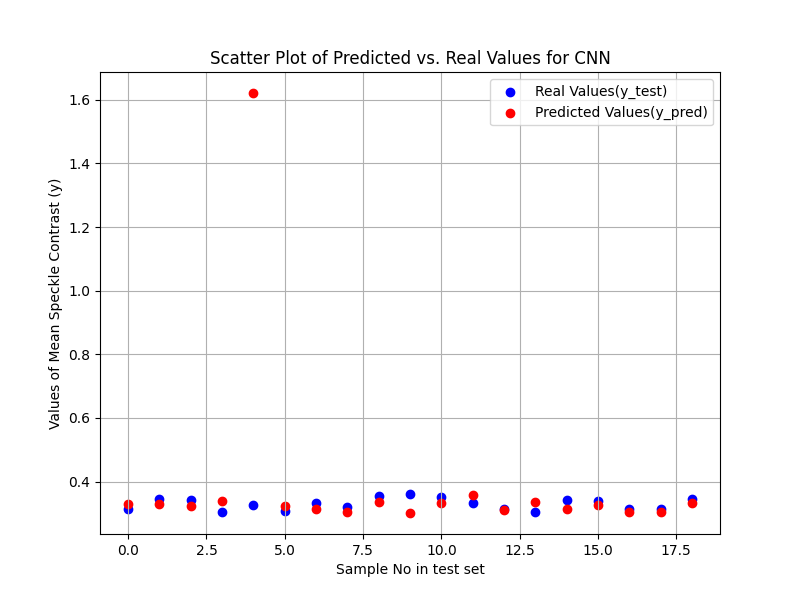 Scatter Plot of Predicted vs. Real Values for CNN
Real Values(y_test)
Predicted Values(y_pred)
Values of Mean Speckle Contrast (y)
1.6
1.4
1.2
1.0
0.8
0.6
0.4
0.0 2.5 5.0 7.5 10.0 12.5 15.0 17.5
Sample No in test set